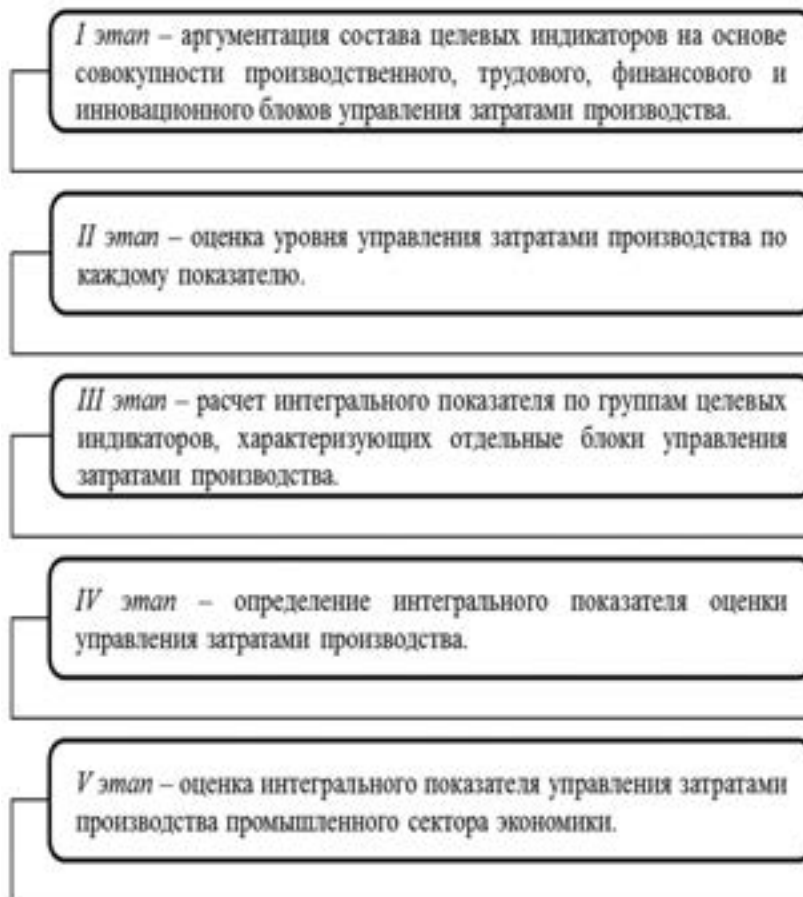 I этап – аргументация состава целевых индикаторов на основе
совокупности производственного, трудового, финансового и
инновационного блоков управления затратами производства.
II этап – оценка уровня управления затратами производства по
каждому показателю.
III этап – расчет интегрального показателя по группам целевых
индикаторов, характеризующих отдельные блоки управления
затратами производства.
IV этап – определение интегрального показателя оценки
управления затратами производства.
V этап – оценка интегрального показателя управления затратами
производства промышленного сектора экономики.